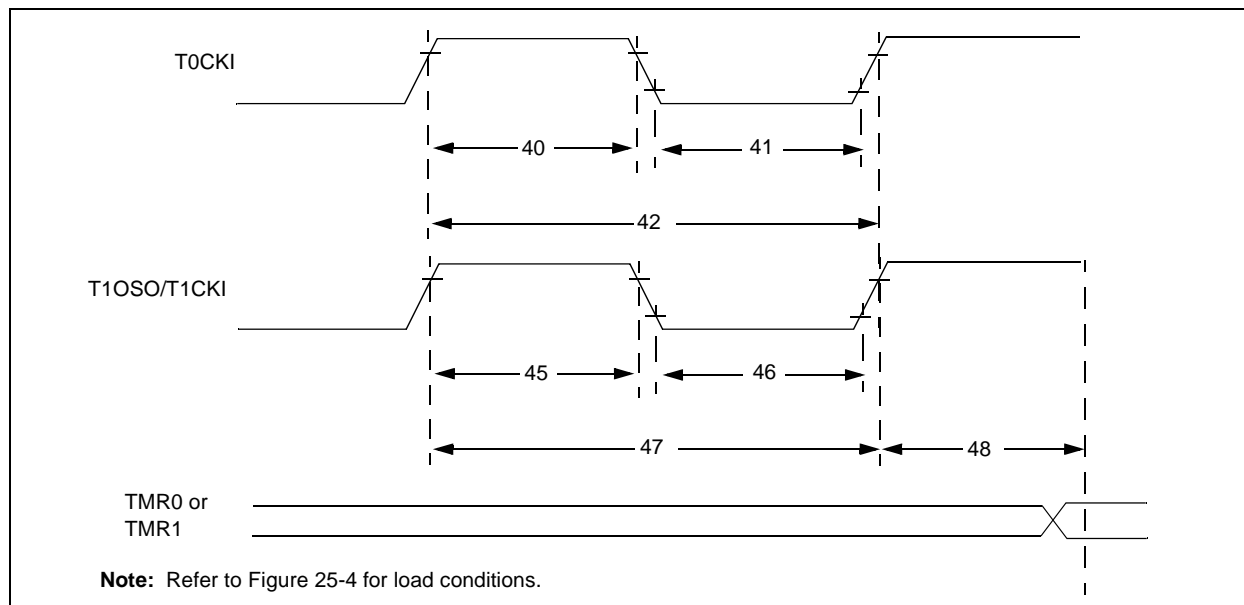 T0CKI
40
41
42
T1OSO/T1CKI
45
46
47
48
TMR0 or
TMR1
Note: Refer to Figure 25-4 for load conditions.